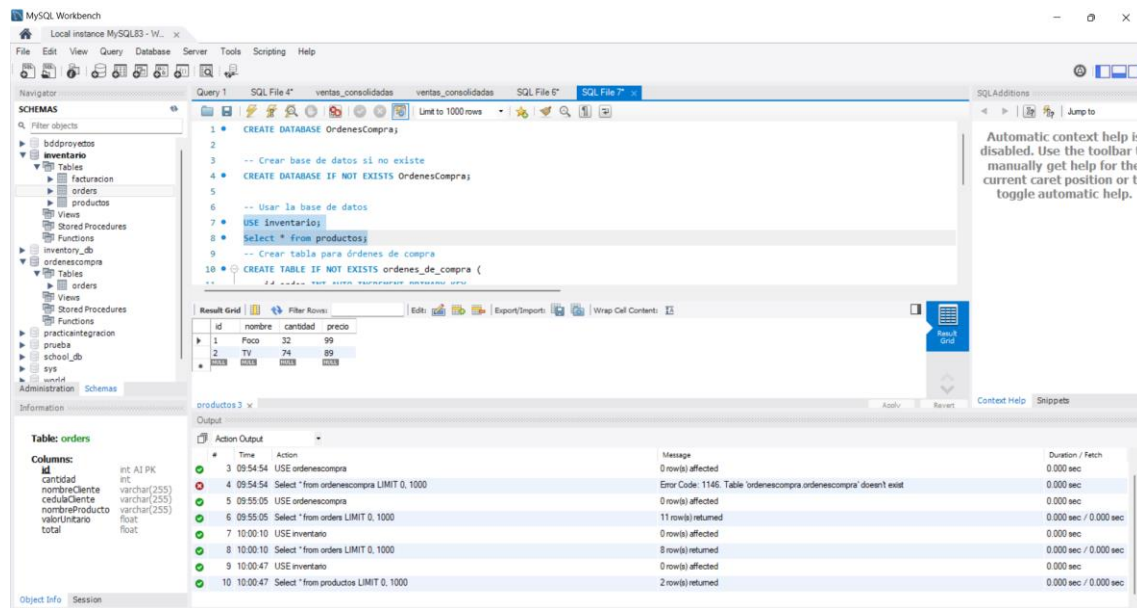 MySQL Workbench
Local instance MySQL83 - W... x
File Edit View Query Database Server Tools Scripting Help
Navigator
SCHEMAS
Filter objects
bddproyectos
inventario
Tables
facturacion
orders
productos
Views
Stored Procedures
Functions
inventory_db
ordenescompra
Tables
orders
Views
Stored Procedures
Functions
practicaintegracion
prueba
school_db
sys
world
Administration Schemas
Information
Table: orders
Columns:
id int AI PK
cantidad int
nombreCliente varchar(255)
cedulaCliente varchar(255)
nombreProducto varchar(255)
valorUnitario float
total float
Object Info Session
Query 1 SQL File 4* ventas_consolidadas ventas_consolidadas SQL File 6* SQL File 7* x
Limit to 1000 rows
1 CREATE DATABASE OrdenesCompra;
2
3 -- Crear base de datos si no existe
4 CREATE DATABASE IF NOT EXISTS OrdenesCompra;
5
6 -- Usar la base de datos
7 USE inventario;
8 Select * from productos;
9 -- Crear tabla para órdenes de compra
10 CREATE TABLE IF NOT EXISTS ordenes_de_compra (
11 id_orden INT AUTO_INCREMENT PRIMARY KEY,
Result Grid Filter Rows: Edit: Export/Import: Wrap Cell Content:
id nombre cantidad precio
1 Foco 32 99
2 TV 74 89
NULL NULL NULL NULL
Result Grid
productos 3 x Apply Revert
Output
Action Output
# Time Action Message Duration / Fetch
3 09:54:54 USE ordenescompra 0 row(s) affected 0.000 sec
4 09:54:54 Select * from ordenescompra LIMIT 0, 1000 Error Code: 1146. Table 'ordenescompra.ordenescompra' doesn't exist 0.000 sec
5 09:55:05 USE ordenescompra 0 row(s) affected 0.000 sec
6 09:55:05 Select * from orders LIMIT 0, 1000 11 row(s) returned 0.000 sec / 0.000 sec
7 10:00:10 USE inventario 0 row(s) affected 0.000 sec
8 10:00:10 Select * from orders LIMIT 0, 1000 8 row(s) returned 0.000 sec / 0.000 sec
9 10:00:47 USE inventario 0 row(s) affected 0.000 sec
10 10:00:47 Select * from productos LIMIT 0, 1000 2 row(s) returned 0.000 sec / 0.000 sec
SQLAdditions
Jump to
Automatic context help is
disabled. Use the toolbar
manually get help for the
current caret position or
toggle automatic help.
Context Help Snippets